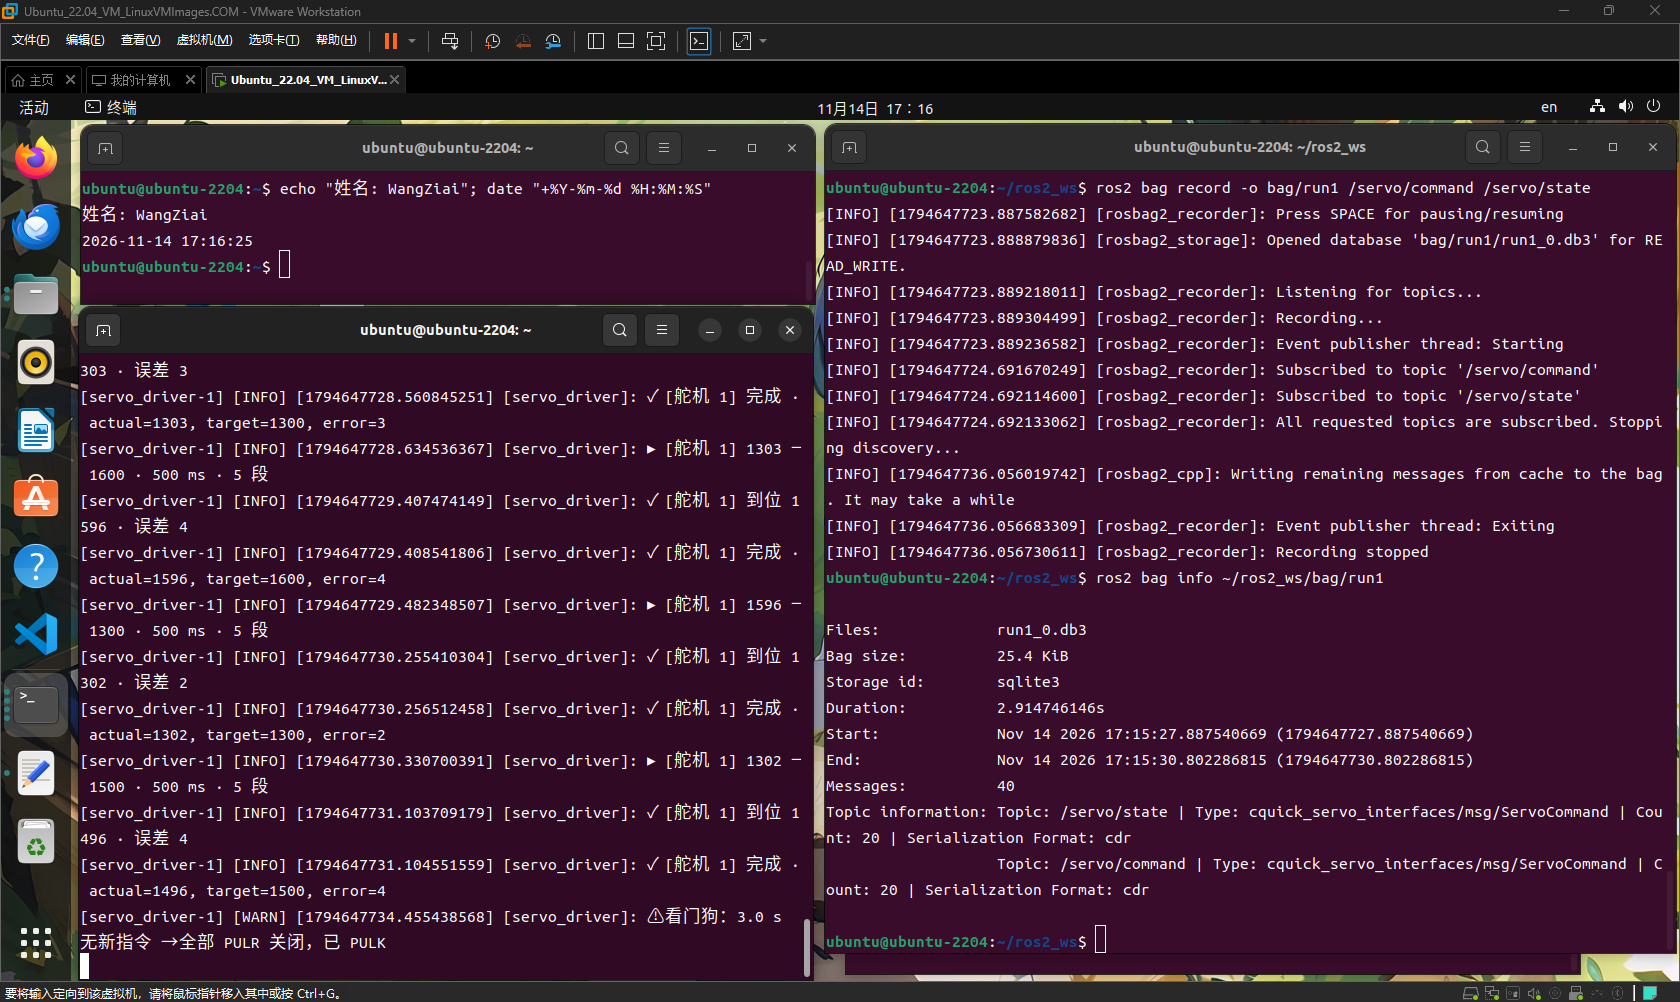 Ubuntu_22.04_VM_LinuxVMImages.COM - VMware Workstation
文件(F) 编辑(E) 查看(V) 虚拟机(M) 选项卡(T) 帮助(H)
主页 我的计算机 Ubuntu_22.04_VM_LinuxV...
活动 终端 11月14日 17：16 en
ubuntu@ubuntu-2204: ~
ubuntu@ubuntu-2204:~$ echo "姓名: WangZiai"; date "+%Y-%m-%d %H:%M:%S"
姓名: WangZiai
2026-11-14 17:16:25
ubuntu@ubuntu-2204:~$
ubuntu@ubuntu-2204: ~
303 · 误差 3
[servo_driver-1] [INFO] [1794647728.560845251] [servo_driver]: ✓ [舵机 1] 完成 ·
actual=1303, target=1300, error=3
[servo_driver-1] [INFO] [1794647728.634536367] [servo_driver]: ▶ [舵机 1] 1303 —
1600 · 500 ms · 5 段
[servo_driver-1] [INFO] [1794647729.407474149] [servo_driver]: ✓ [舵机 1] 到位 1
596 · 误差 4
[servo_driver-1] [INFO] [1794647729.408541806] [servo_driver]: ✓ [舵机 1] 完成 ·
actual=1596, target=1600, error=4
[servo_driver-1] [INFO] [1794647729.482348507] [servo_driver]: ▶ [舵机 1] 1596 —
1300 · 500 ms · 5 段
[servo_driver-1] [INFO] [1794647730.255410304] [servo_driver]: ✓ [舵机 1] 到位 1
302 · 误差 2
[servo_driver-1] [INFO] [1794647730.256512458] [servo_driver]: ✓ [舵机 1] 完成 ·
actual=1302, target=1300, error=2
[servo_driver-1] [INFO] [1794647730.330700391] [servo_driver]: ▶ [舵机 1] 1302 —
1500 · 500 ms · 5 段
[servo_driver-1] [INFO] [1794647731.103709179] [servo_driver]: ✓ [舵机 1] 到位 1
496 · 误差 4
[servo_driver-1] [INFO] [1794647731.104551559] [servo_driver]: ✓ [舵机 1] 完成 ·
actual=1496, target=1500, error=4
[servo_driver-1] [WARN] [1794647734.455438568] [servo_driver]: ⚠看门狗: 3.0 s
无新指令 →全部 PULR 关闭, 已 PULK
ubuntu@ubuntu-2204: ~/ros2_ws
ubuntu@ubuntu-2204:~/ros2_ws$ ros2 bag record -o bag/run1 /servo/command /servo/state
[INFO] [1794647723.887582682] [rosbag2_recorder]: Press SPACE for pausing/resuming
[INFO] [1794647723.888879836] [rosbag2_storage]: Opened database 'bag/run1/run1_0.db3' for RE
AD_WRITE.
[INFO] [1794647723.889218011] [rosbag2_recorder]: Listening for topics...
[INFO] [1794647723.889304499] [rosbag2_recorder]: Recording...
[INFO] [1794647723.889236582] [rosbag2_recorder]: Event publisher thread: Starting
[INFO] [1794647724.691670249] [rosbag2_recorder]: Subscribed to topic '/servo/command'
[INFO] [1794647724.692114600] [rosbag2_recorder]: Subscribed to topic '/servo/state'
[INFO] [1794647724.692133062] [rosbag2_recorder]: All requested topics are subscribed. Stoppi
ng discovery...
[INFO] [1794647736.056019742] [rosbag2_cpp]: Writing remaining messages from cache to the bag
. It may take a while
[INFO] [1794647736.056683309] [rosbag2_recorder]: Event publisher thread: Exiting
[INFO] [1794647736.056730611] [rosbag2_recorder]: Recording stopped
ubuntu@ubuntu-2204:~/ros2_ws$ ros2 bag info ~/ros2_ws/bag/run1
Files: run1_0.db3
Bag size: 25.4 KiB
Storage id: sqlite3
Duration: 2.914746146s
Start: Nov 14 2026 17:15:27.887540669 (1794647727.887540669)
End: Nov 14 2026 17:15:30.802286815 (1794647730.802286815)
Messages: 40
Topic information: Topic: /servo/state | Type: cquick_servo_interfaces/msg/ServoCommand | Cou
nt: 20 | Serialization Format: cdr
Topic: /servo/command | Type: cquick_servo_interfaces/msg/ServoCommand | C
ount: 20 | Serialization Format: cdr
ubuntu@ubuntu-2204:~/ros2_ws$
要将输入定向到该虚拟机，请将鼠标指针移入其中或按 Ctrl+G。